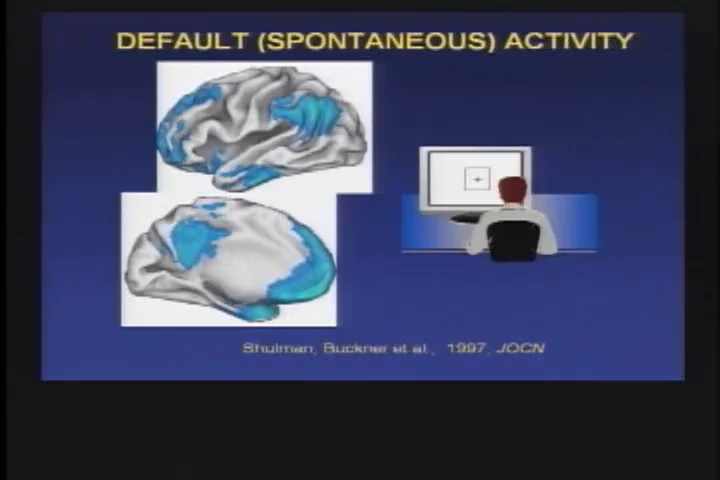 DEFAULT (SPONTANEOUS) ACTIVITY
Shulman, Buckner et al., 1997, JOCN